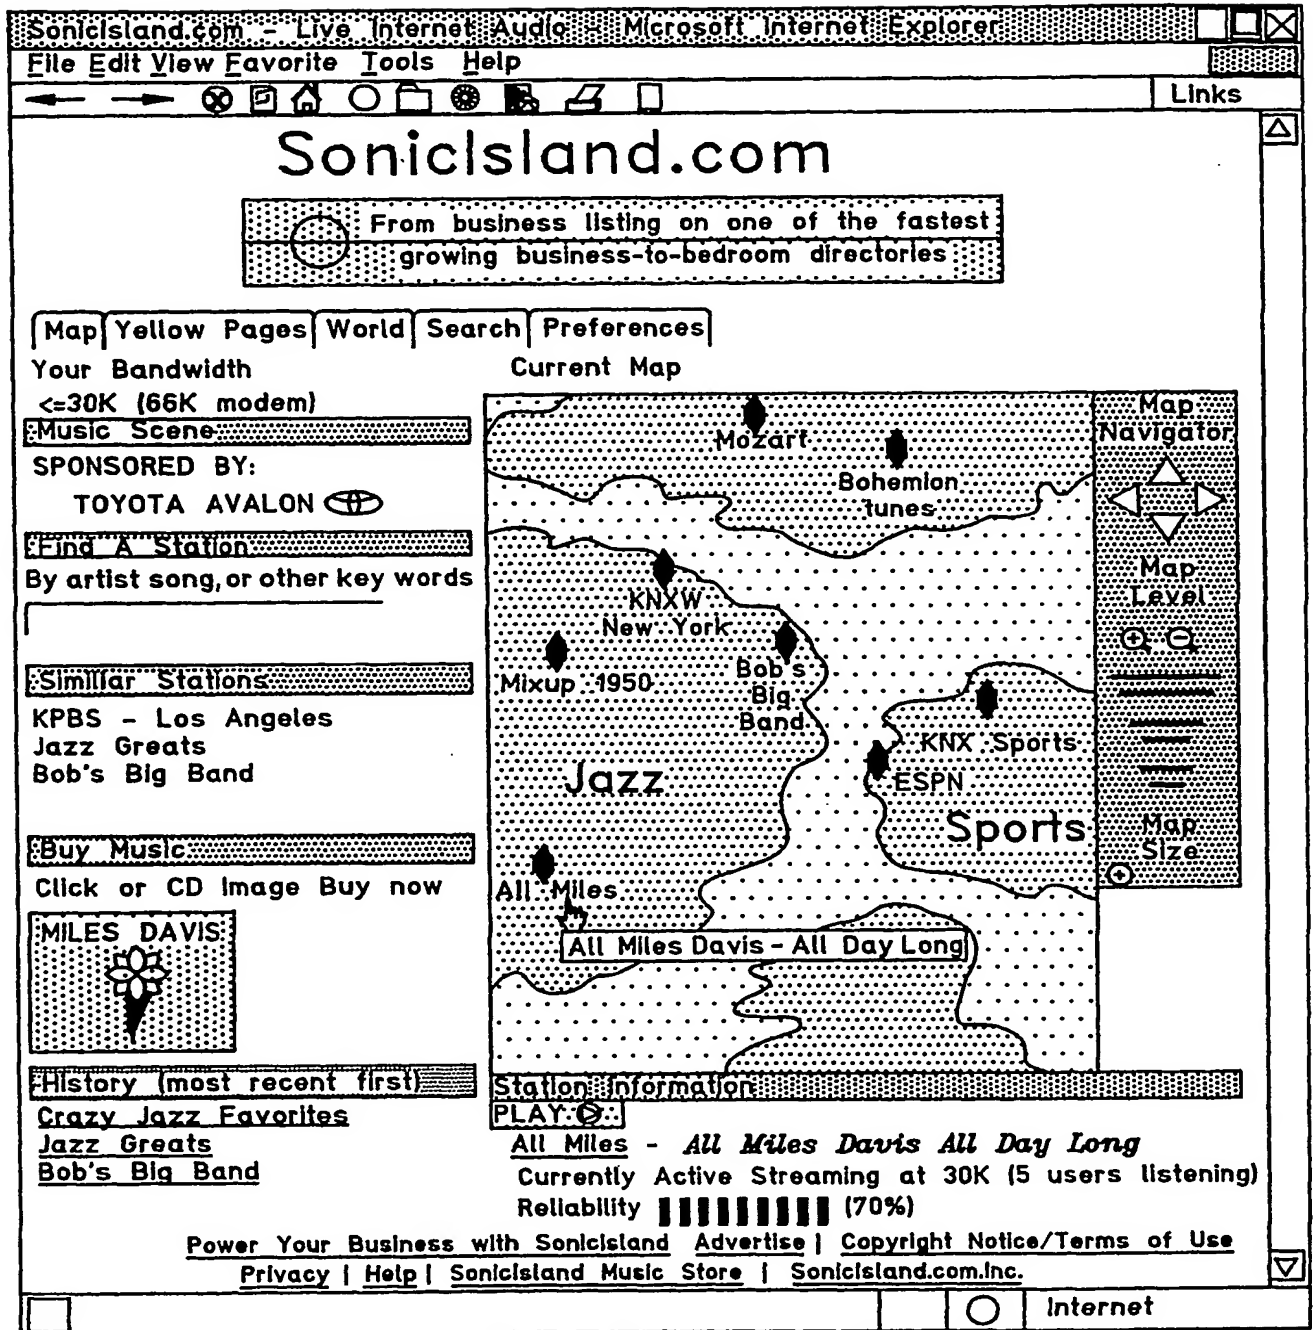 SonicIsland.com - Live Internet Audio - Microsoft Internet Explorer
File Edit View Favorite Tools Help
Links
SonicIsland.com
From business listing on one of the fastest
growing business-to-bedroom directories
Map Yellow Pages World Search Preferences
Your Bandwidth
<=30K (66K modem)
Music Scene
SPONSORED BY:
TOYOTA AVALON
Find A Station
By artist song, or other key words
Similiar Stations
KPBS - Los Angeles
Jazz Greats
Bob's Big Band
Buy Music
Click or CD Image Buy now
MILES DAVIS
History (most recent first)
Crazy Jazz Favorites
Jazz Greats
Bob's Big Band
Current Map
Mozart
Bohemion
tunes
KNXW
New York
Mixup 1950
Bob's
Big
Band
KNX Sports
ESPN
Jazz
Sports
All Miles
All Miles Davis - All Day Long
Map
Navigator
Map
Level
Map
Size
Station Information
PLAY
All Miles - All Miles Davis All Day Long
Currently Active Streaming at 30K (5 users listening)
Reliability (70%)
Power Your Business with SonicIsland Advertise | Copyright Notice/Terms of Use
Privacy | Help | SonicIsland Music Store | SonicIsland.com.Inc.
Internet